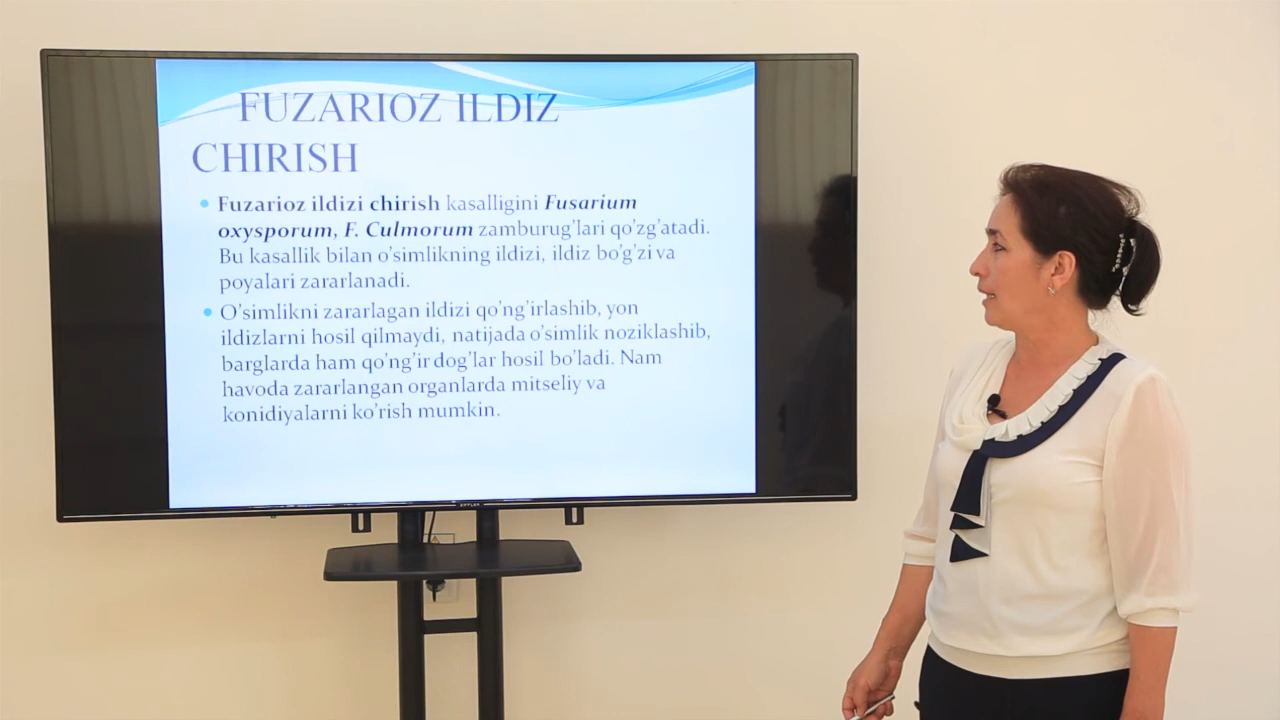 FUZARIOZ ILDIZ
CHIRISH
Fuzarioz ildizi chirish kasalligini Fusarium
oxysporum, F. Culmorum zamburug'lari qo'zg'atadi.
Bu kasallik bilan o'simlikning ildizi, ildiz bo'g'zi va
poyalari zararlanadi.
O'simlikni zararlagan ildizi qo'ng'irlashib, yon
ildizlarni hosil qilmaydi, natijada o'simlik noziklashib,
barglarda ham qo'ng'ir dog'lar hosil bo'ladi. Nam
havoda zararlangan organlarda mitseliy va
konidiyalarni ko'rish mumkin.